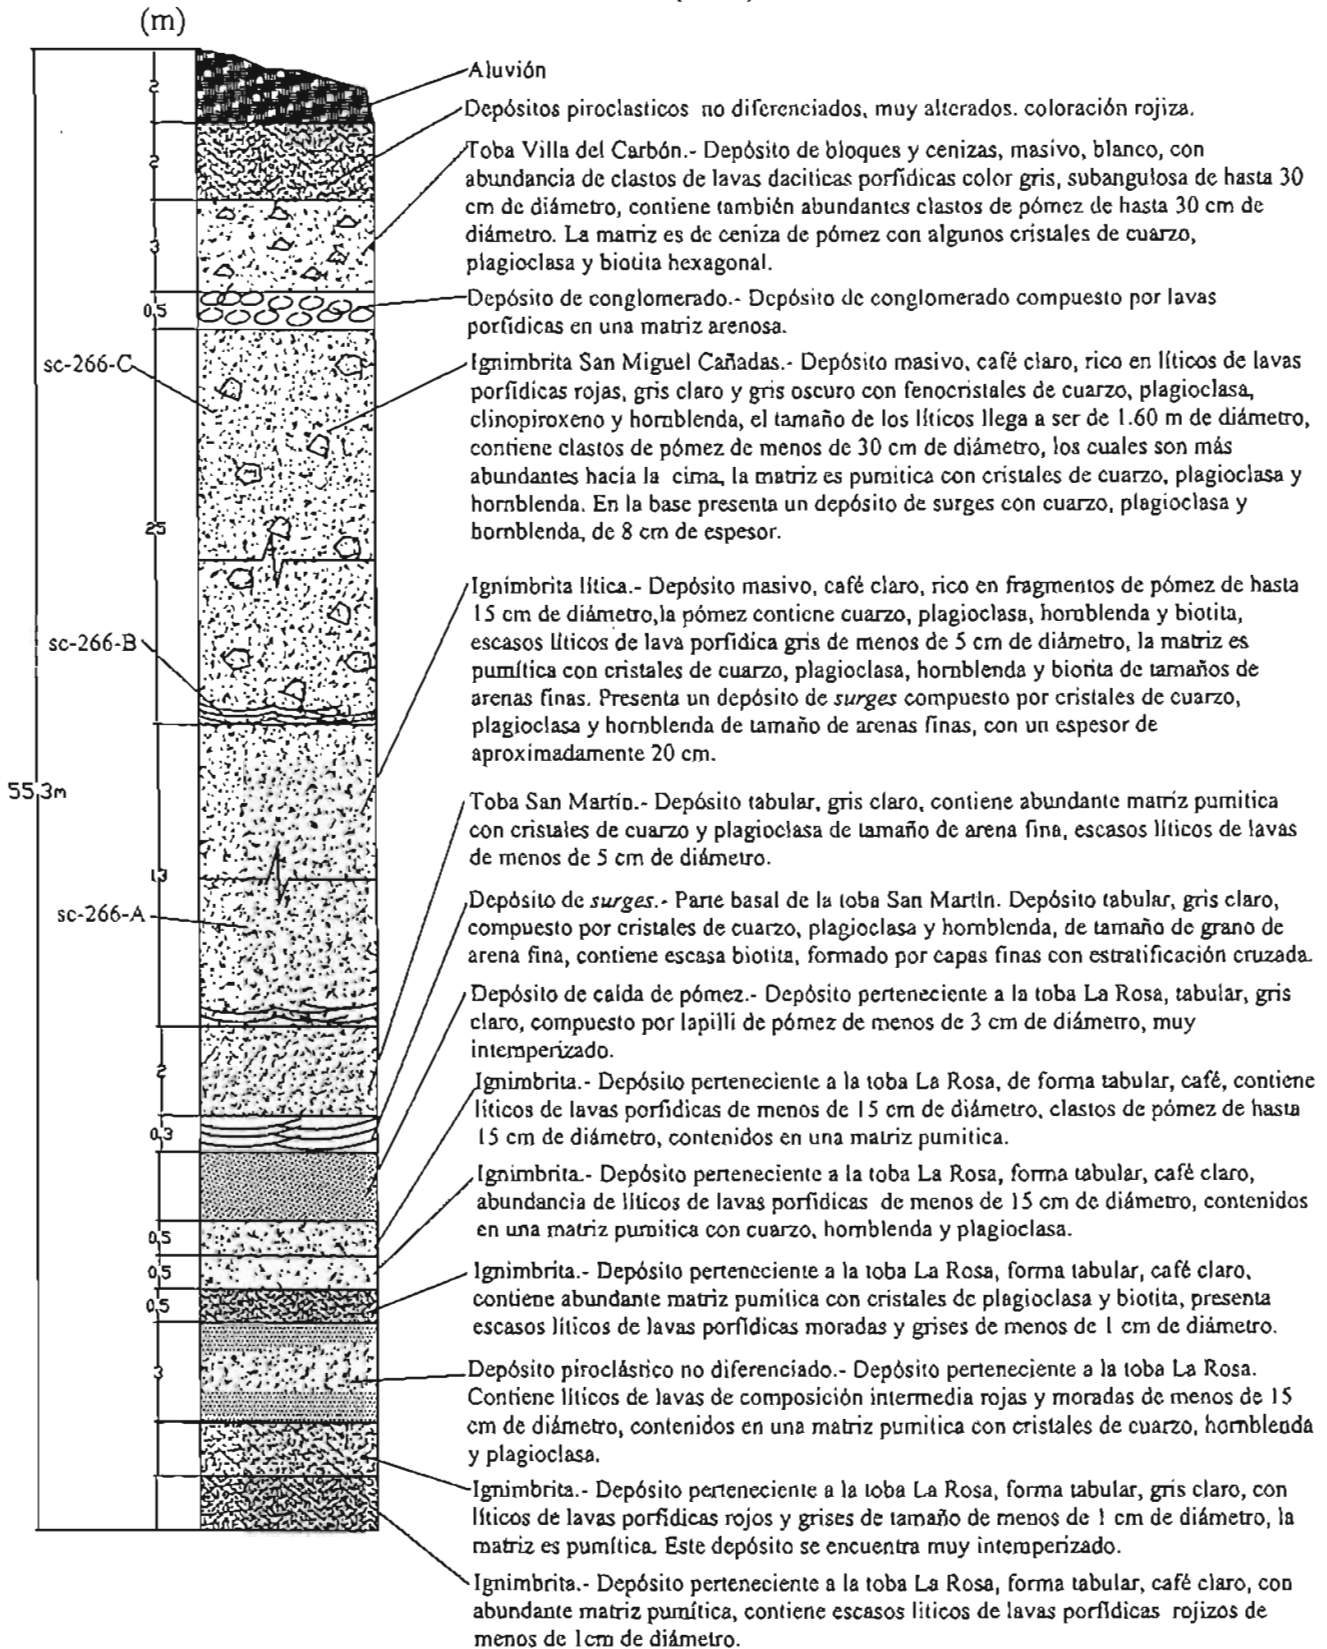 (m)
2
2
3
0.5
25
13
2
0.3
0.5
0.5
0.5
3
55.3m
sc-266-C
sc-266-B
sc-266-A
Aluvión
Depósitos piroclasticos no diferenciados, muy alterados. coloración rojiza.
Toba Villa del Carbón.- Depósito de bloques y cenizas, masivo, blanco, con
abundancia de clastos de lavas daciticas porfidicas color gris, subangulosa de hasta 30
cm de diámetro, contiene también abundantes clastos de pómez de hasta 30 cm de
diámetro. La matriz es de ceniza de pómez con algunos cristales de cuarzo,
plagioclasa y biotita hexagonal.
Depósito de conglomerado.- Depósito de conglomerado compuesto por lavas
porfidicas en una matriz arenosa.
Ignimbrita San Miguel Cañadas.- Depósito masivo, café claro, rico en líticos de lavas
porfidicas rojas, gris claro y gris oscuro con fenocristales de cuarzo, plagioclasa,
clinopiroxeno y hornblenda, el tamaño de los líticos llega a ser de 1.60 m de diámetro,
contiene clastos de pómez de menos de 30 cm de diámetro, los cuales son más
abundantes hacía la cima, la matriz es pumitica con cristales de cuarzo, plagioclasa y
hornblenda. En la base presenta un depósito de surges con cuarzo, plagioclasa y
hornblenda, de 8 cm de espesor.
Ignimbrita lítica.- Depósito masivo, café claro, rico en fragmentos de pómez de hasta
15 cm de diámetro,la pómez contiene cuarzo, plagioclasa, hornblenda y biotita,
escasos líticos de lava porfidica gris de menos de 5 cm de diámetro, la matriz es
pumítica con cristales de cuarzo, plagioclasa, hornblenda y biotita de tamaños de
arenas finas. Presenta un depósito de surges compuesto por cristales de cuarzo,
plagioclasa y hornblenda de tamaño de arenas finas, con un espesor de
aproximadamente 20 cm.
Toba San Martín.- Depósito tabular, gris claro, contiene abundante matriz pumitica
con cristales de cuarzo y plagioclasa de tamaño de arena fina, escasos líticos de lavas
de menos de 5 cm de diámetro.
Depósito de surges.- Parte basal de la toba San Martín. Depósito tabular, gris claro,
compuesto por cristales de cuarzo, plagioclasa y hornblenda, de tamaño de grano de
arena fina, contiene escasa biotita, formado por capas finas con estratificación cruzada.
Depósito de caida de pómez.- Depósito perteneciente a la toba La Rosa, tabular, gris
claro, compuesto por lapilli de pómez de menos de 3 cm de diámetro, muy
intemperizado.
Ignimbrita.- Depósito perteneciente a la toba La Rosa, de forma tabular, café, contiene
líticos de lavas porfidicas de menos de 15 cm de diámetro, clastos de pómez de hasta
15 cm de diámetro, contenidos en una matriz pumitica.
Ignimbrita.- Depósito perteneciente a la toba La Rosa, forma tabular, café claro,
abundancia de líticos de lavas porfidicas de menos de 15 cm de diámetro, contenidos
en una matriz pumitica con cuarzo, hornblenda y plagioclasa.
Ignimbrita.- Depósito perteneciente a la toba La Rosa, forma tabular, café claro,
contiene abundante matriz pumítica con cristales de plagioclasa y biotita, presenta
escasos líticos de lavas porfidicas moradas y grises de menos de 1 cm de diámetro.
Depósito piroclástico no diferenciado.- Depósito perteneciente a la toba La Rosa.
Contiene líticos de lavas de composición intermedia rojas y moradas de menos de 15
cm de diámetro, contenidos en una matriz pumitica con cristales de cuarzo, hornblenda
y plagioclasa.
Ignimbrita.- Depósito perteneciente a la toba La Rosa, forma tabular, gris claro, con
líticos de lavas porfidicas rojos y grises de tamaño de menos de 1 cm de diámetro, la
matriz es pumítica. Este depósito se encuentra muy intemperizado.
Ignimbrita.- Depósito perteneciente a la toba La Rosa, forma tabular, café claro, con
abundante matriz pumítica, contiene escasos liticos de lavas porfidicas rojizos de
menos de 1cm de diámetro.